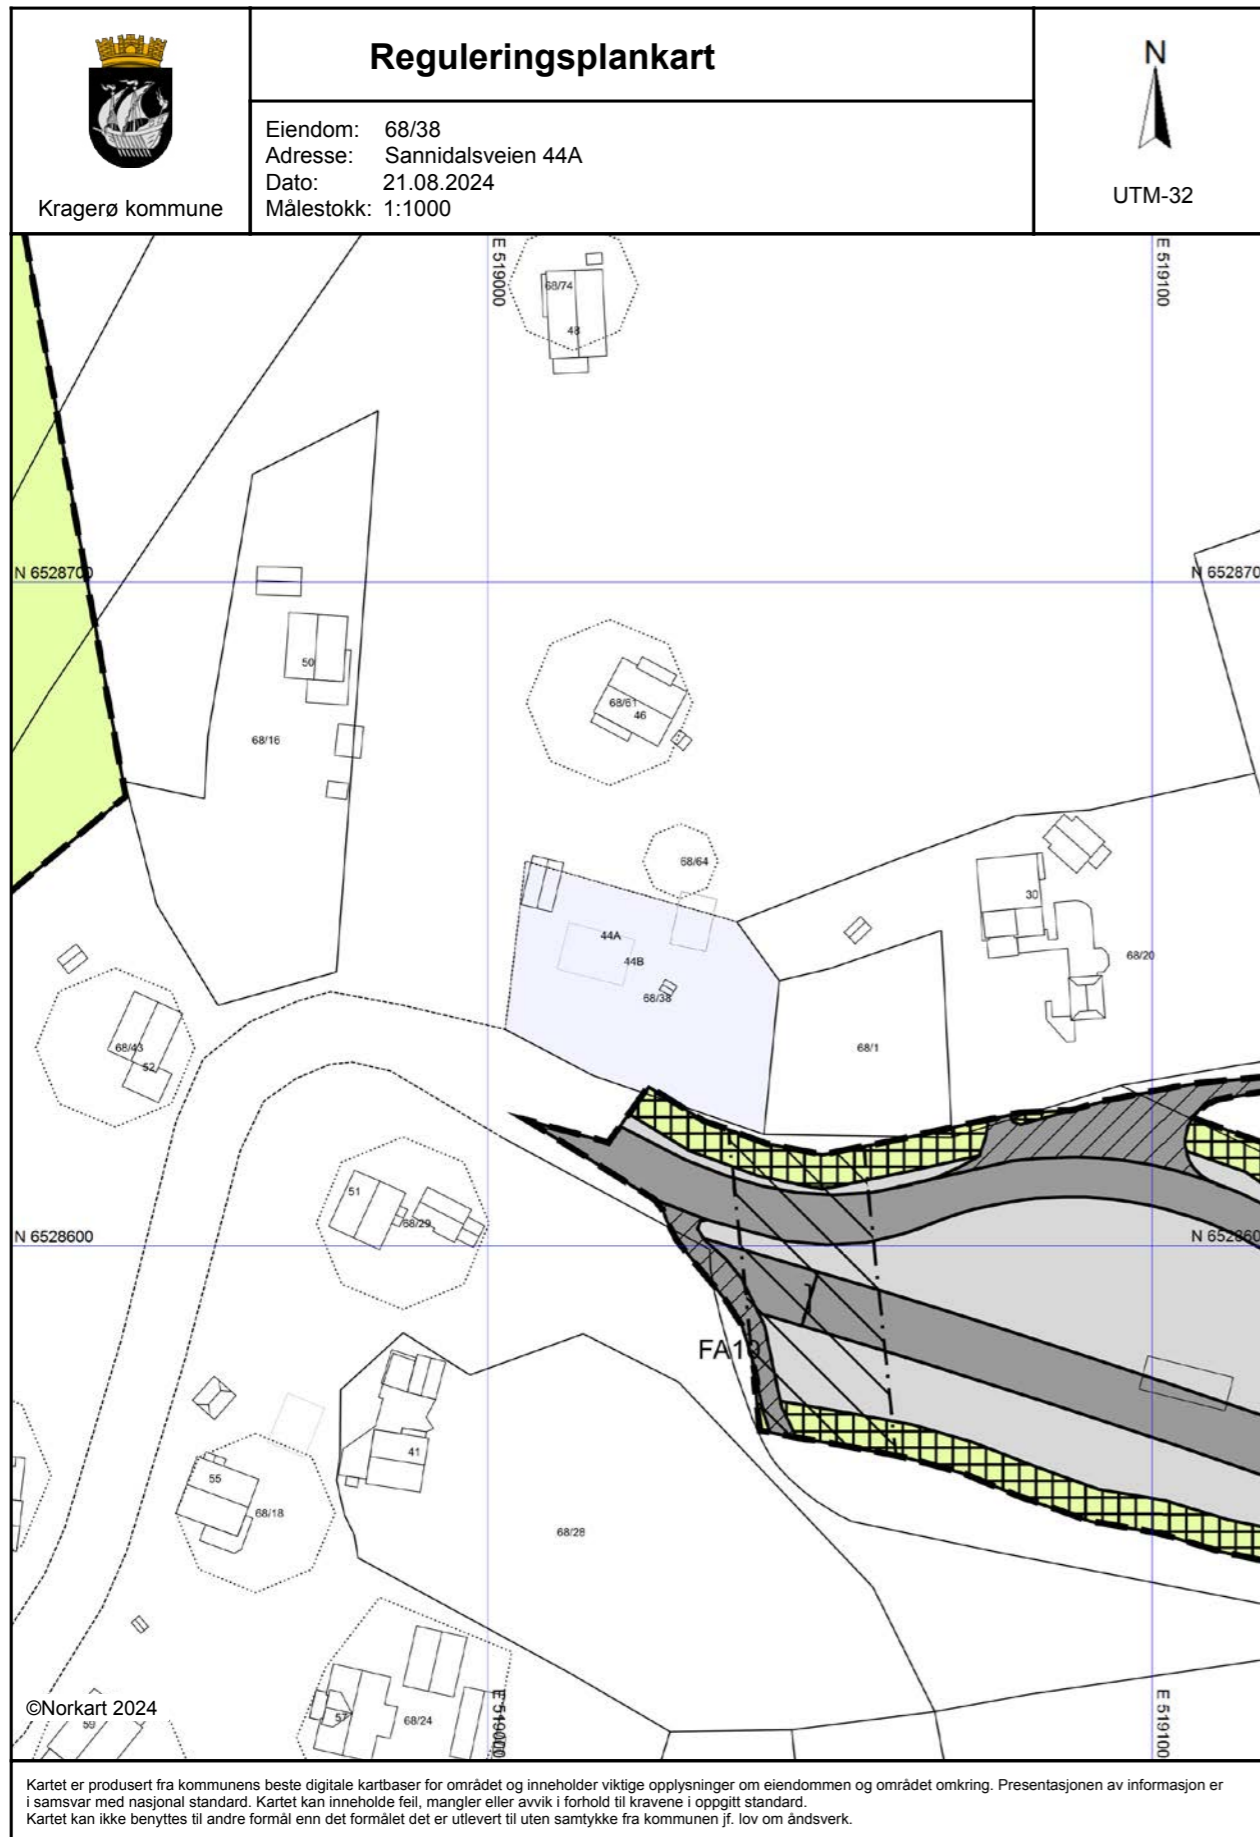 Reguleringsplankart
Eiendom: 68/38
Adresse: Sannidalsveien 44A
Dato: 21.08.2024
Målestokk: 1:1000
Kragerø kommune
N
UTM-32
E 519000
E 519100
68/74
48
N 6528700
N 652870
50
68/16
68/61
46
68/64
44A
44B
68/38
30
68/20
68/1
68/43
52
51
68/29
N 6528600
N 652860
FA13
41
55
68/18
68/28
57
68/24
59
E 519000
E 519100
©Norkart 2024
Kartet er produsert fra kommunens beste digitale kartbaser for området og inneholder viktige opplysninger om eiendommen og området omkring. Presentasjonen av informasjon er
i samsvar med nasjonal standard. Kartet kan inneholde feil, mangler eller avvik i forhold til kravene i oppgitt standard.
Kartet kan ikke benyttes til andre formål enn det formålet det er utlevert til uten samtykke fra kommunen jf. lov om åndsverk.